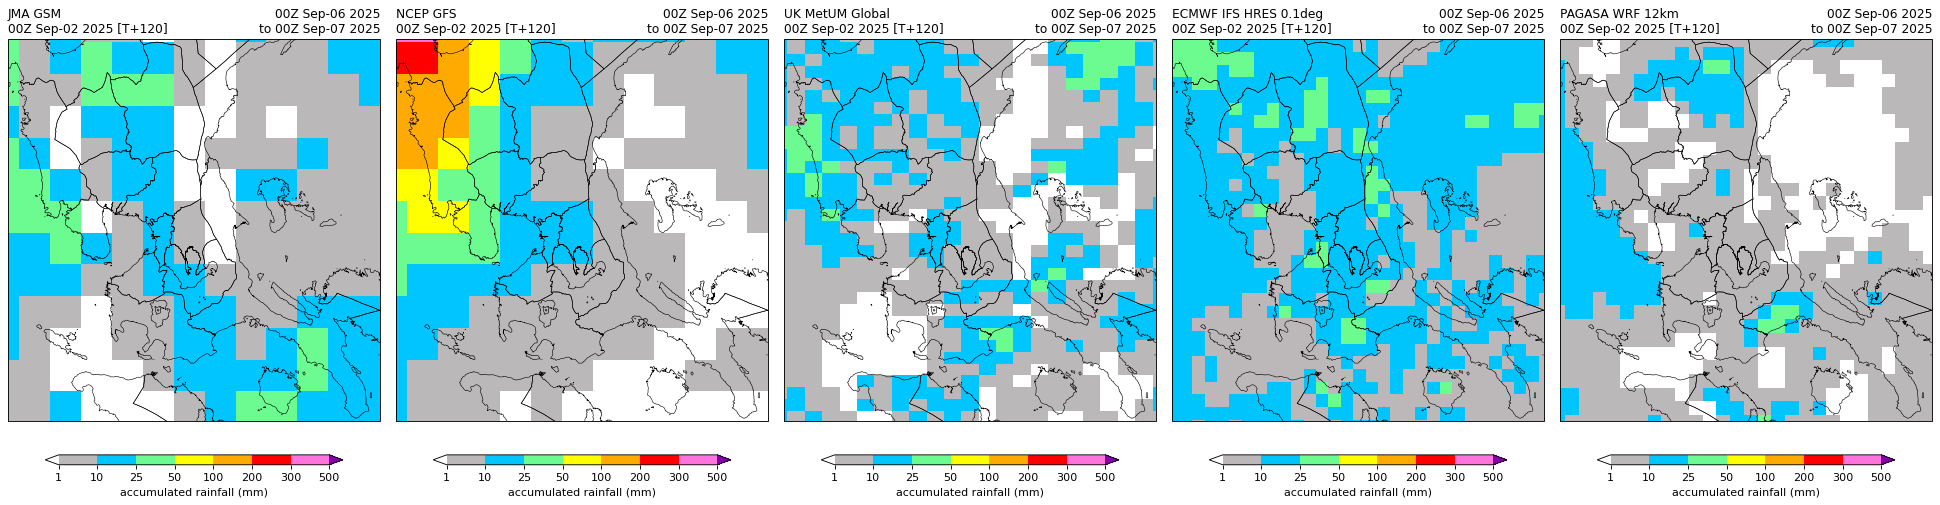 JMA GSM 00Z Sep-06 2025
00Z Sep-02 2025 [T+120] to 00Z Sep-07 2025
1 10 25 50 100 200 300 500
accumulated rainfall (mm)
NCEP GFS 00Z Sep-06 2025
00Z Sep-02 2025 [T+120] to 00Z Sep-07 2025
1 10 25 50 100 200 300 500
accumulated rainfall (mm)
UK MetUM Global 00Z Sep-06 2025
00Z Sep-02 2025 [T+120] to 00Z Sep-07 2025
1 10 25 50 100 200 300 500
accumulated rainfall (mm)
ECMWF IFS HRES 0.1deg 00Z Sep-06 2025
00Z Sep-02 2025 [T+120] to 00Z Sep-07 2025
1 10 25 50 100 200 300 500
accumulated rainfall (mm)
PAGASA WRF 12km 00Z Sep-06 2025
00Z Sep-02 2025 [T+120] to 00Z Sep-07 2025
1 10 25 50 100 200 300 500
accumulated rainfall (mm)